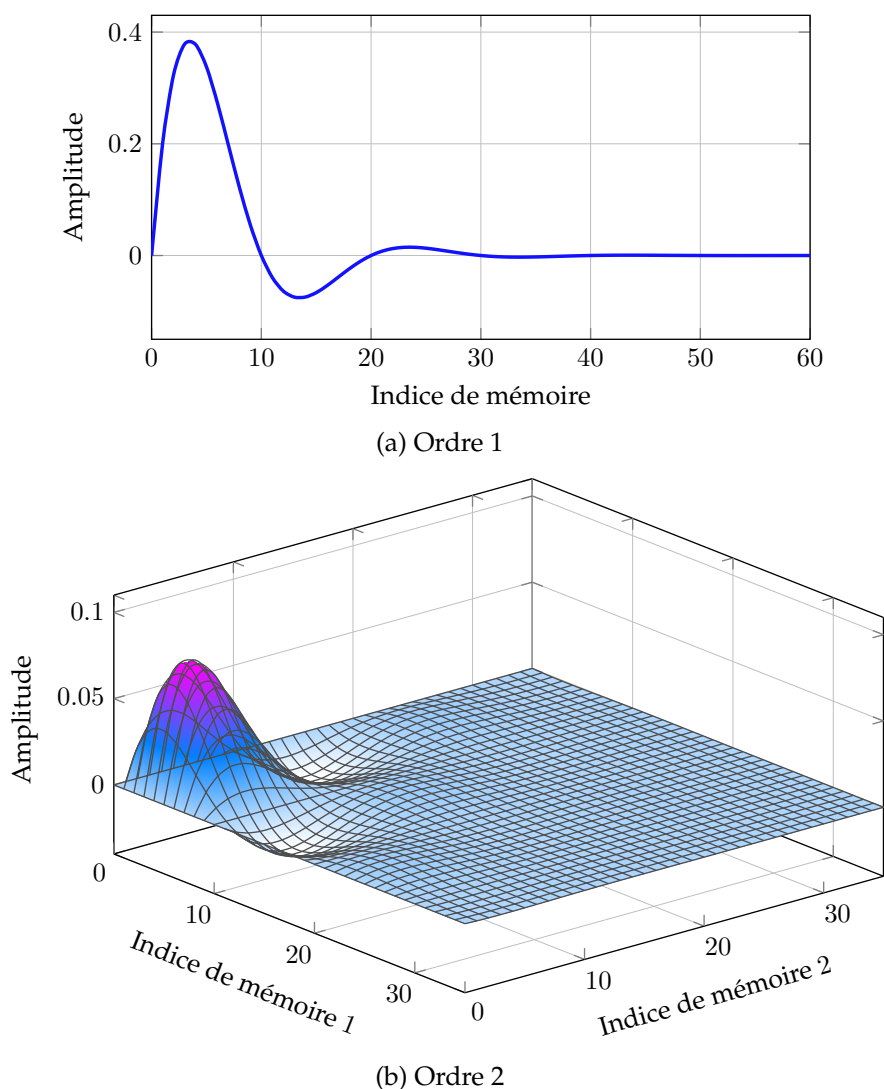 0.4
0.2
0
Amplitude
0 10 20 30 40 50 60
Indice de mémoire
(a) Ordre 1
0.1
0.05
0
Amplitude
0
10
20
30
Indice de mémoire 1
0
10
20
30
Indice de mémoire 2
(b) Ordre 2